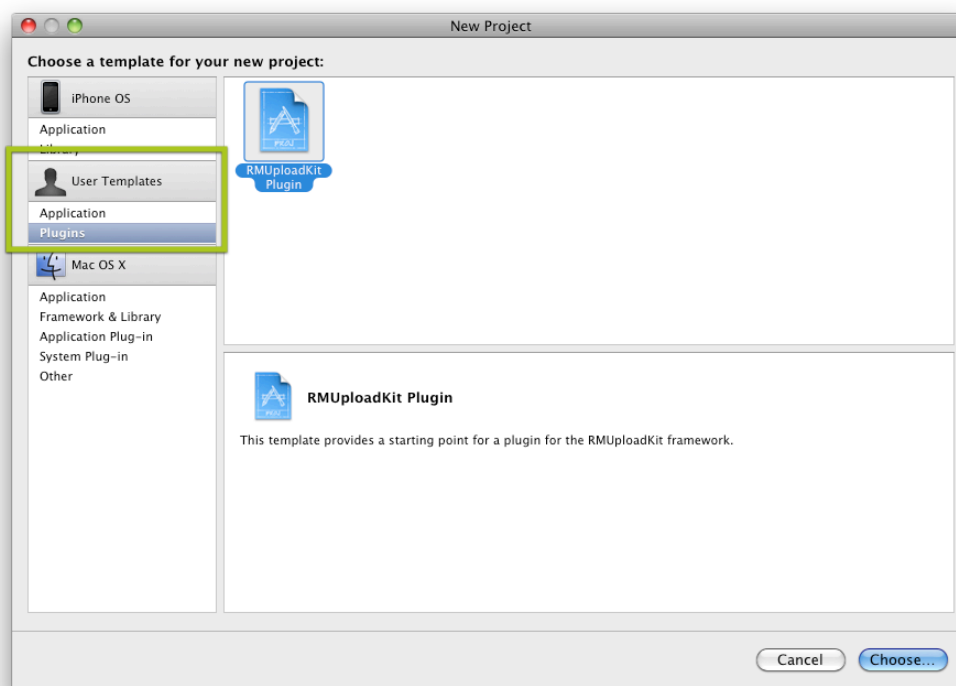 New Project
Choose a template for your new project:
iPhone OS
Application
Library
User Templates
Application
Plugins
Mac OS X
Application
Framework & Library
Application Plug-in
System Plug-in
Other
RMUploadKit
Plugin
RMUploadKit Plugin
This template provides a starting point for a plugin for the RMUploadKit framework.
Cancel
Choose...